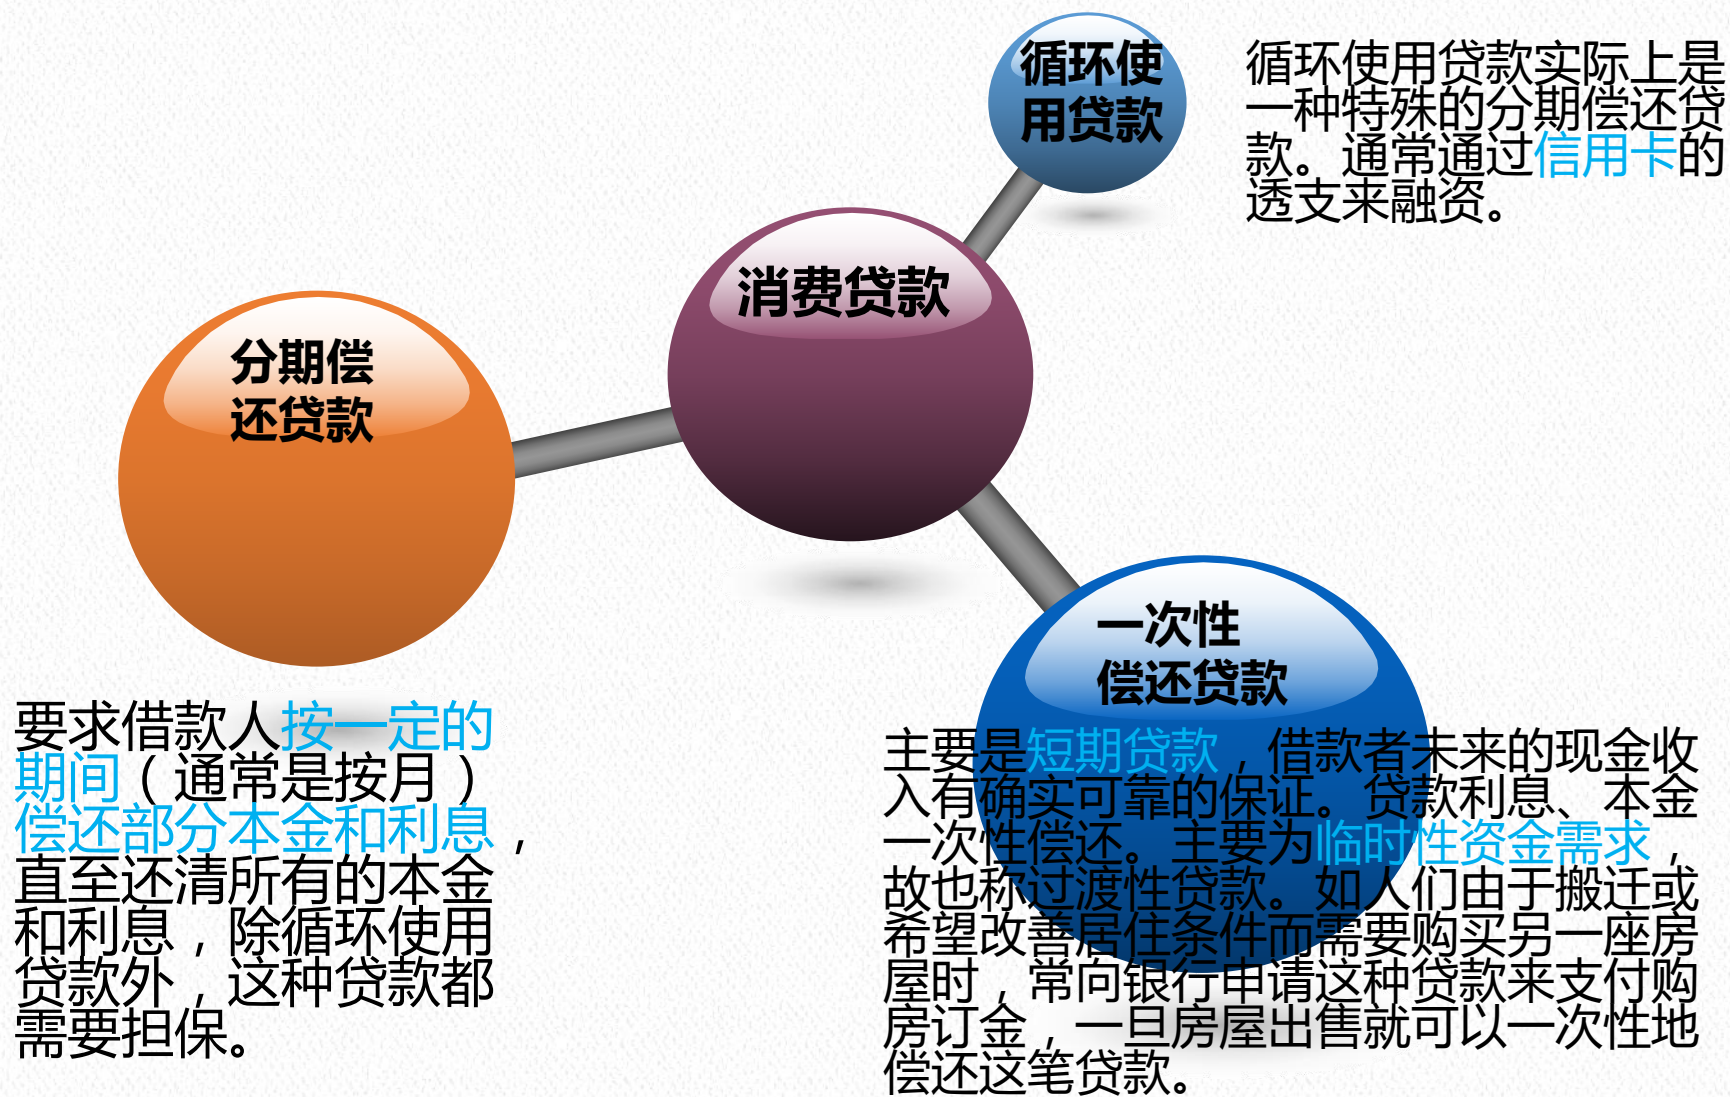 循环使
用贷款
循环使用贷款实际上是
一种特殊的分期偿还贷
款。通常通过信用卡的
透支来融资。
消费贷款
分期偿
还贷款
要求借款人按一定的
期间（通常是按月）
偿还部分本金和利息，
直至还清所有的本金
和利息，除循环使用
贷款外，这种贷款都
需要担保。
一次性
偿还贷款
主要是短期贷款，借款者未来的现金收
入有确实可靠的保证。贷款利息、本金
一次性偿还。主要为临时性资金需求，
故也称过渡性贷款。如人们由于搬迁或
希望改善居住条件而需要购买另一座房
屋时，常向银行申请这种贷款来支付购
房订金，一旦房屋出售就可以一次性地
偿还这笔贷款。